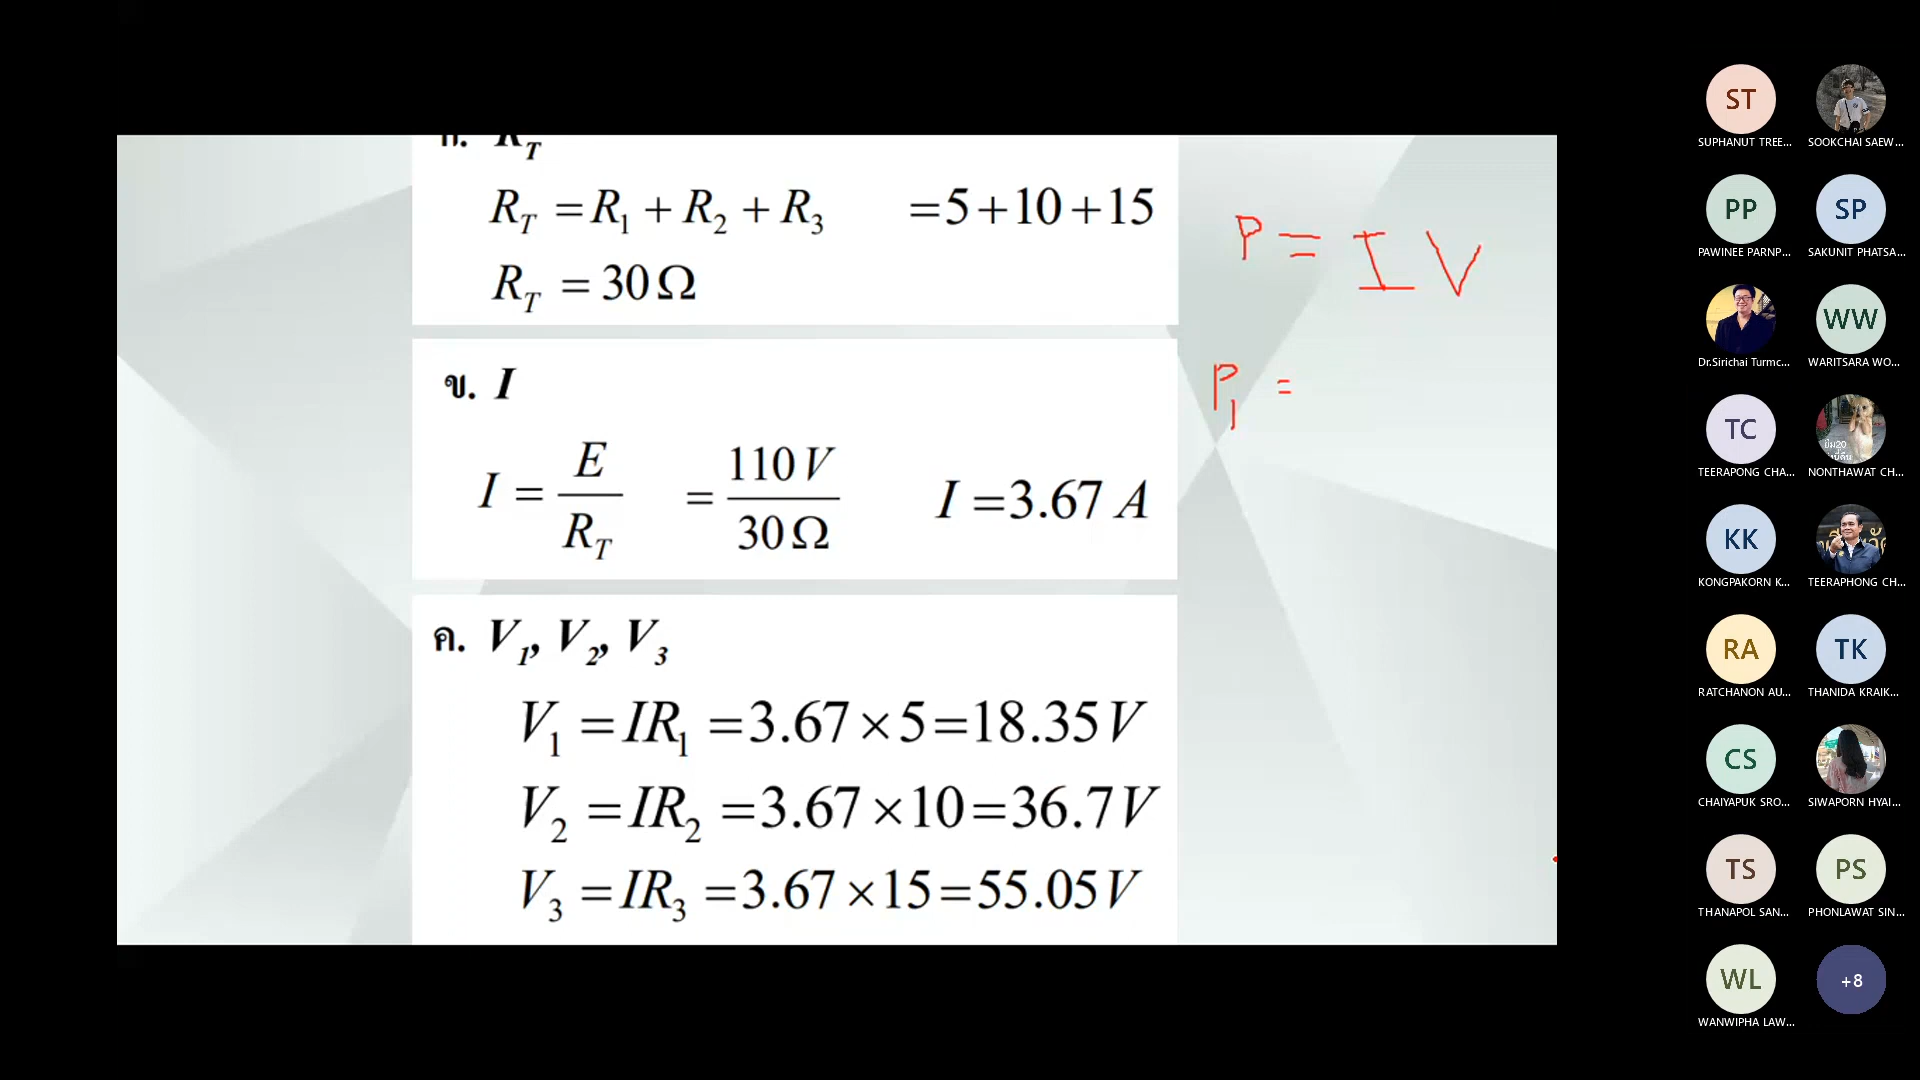 ก. R_T
R_T = R_1 + R_2 + R_3 = 5+10+15
R_T = 30 Ω
P = I V
ข. I
P_1 =
I = E / R_T = 110 V / 30 Ω I = 3.67 A
ค. V_1, V_2, V_3
V_1 = IR_1 = 3.67 × 5 = 18.35 V
V_2 = IR_2 = 3.67 × 10 = 36.7 V
V_3 = IR_3 = 3.67 × 15 = 55.05 V
ST
SUPHANUT TREE... SOOKCHAI SAEW...
PP SP
PAWINEE PARNP... SAKUNIT PHATSA...
WW
Dr.Sirichai Turmc... WARITSARA WO...
TC
TEERAPONG CHA... NONTHAWAT CH...
KK
KONGPAKORN K... TEERAPHONG CH...
RA TK
RATCHANON AU... THANIDA KRAIK...
CS
CHAIYAPUK SRO... SIWAPORN HYAI...
TS PS
THANAPOL SAN... PHONLAWAT SIN...
WL +8
WANWIPHA LAW...